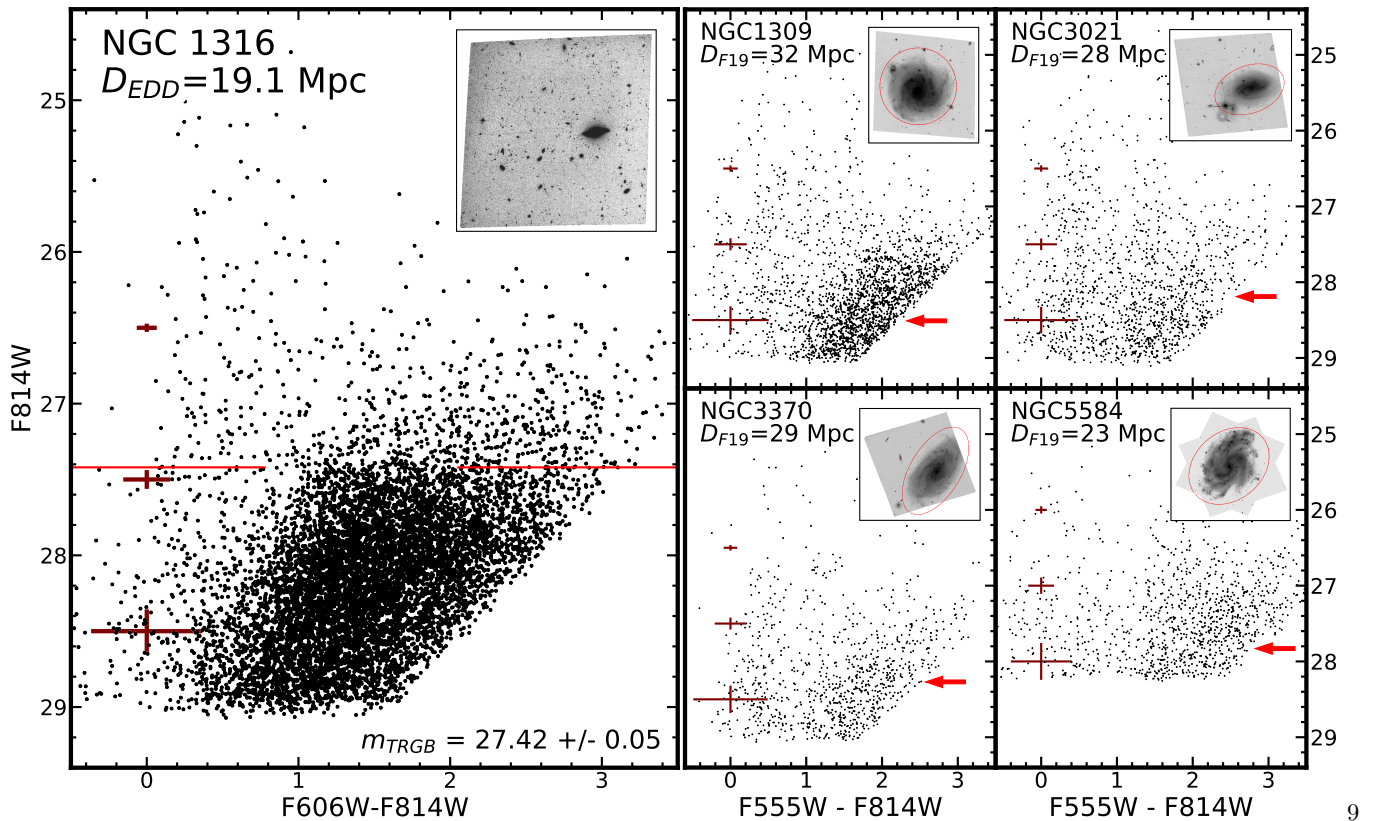 NGC 1316
D_EDD=19.1 Mpc
25
26
27
28
29
F814W
m_TRGB = 27.42 +/- 0.05
0 1 2 3
F606W-F814W
NGC1309
D_F19=32 Mpc
NGC3021
D_F19=28 Mpc
25
26
27
28
29
NGC3370
D_F19=29 Mpc
NGC5584
D_F19=23 Mpc
25
26
27
28
29
0 1 2 3
F555W - F814W
0 1 2 3
F555W - F814W
9